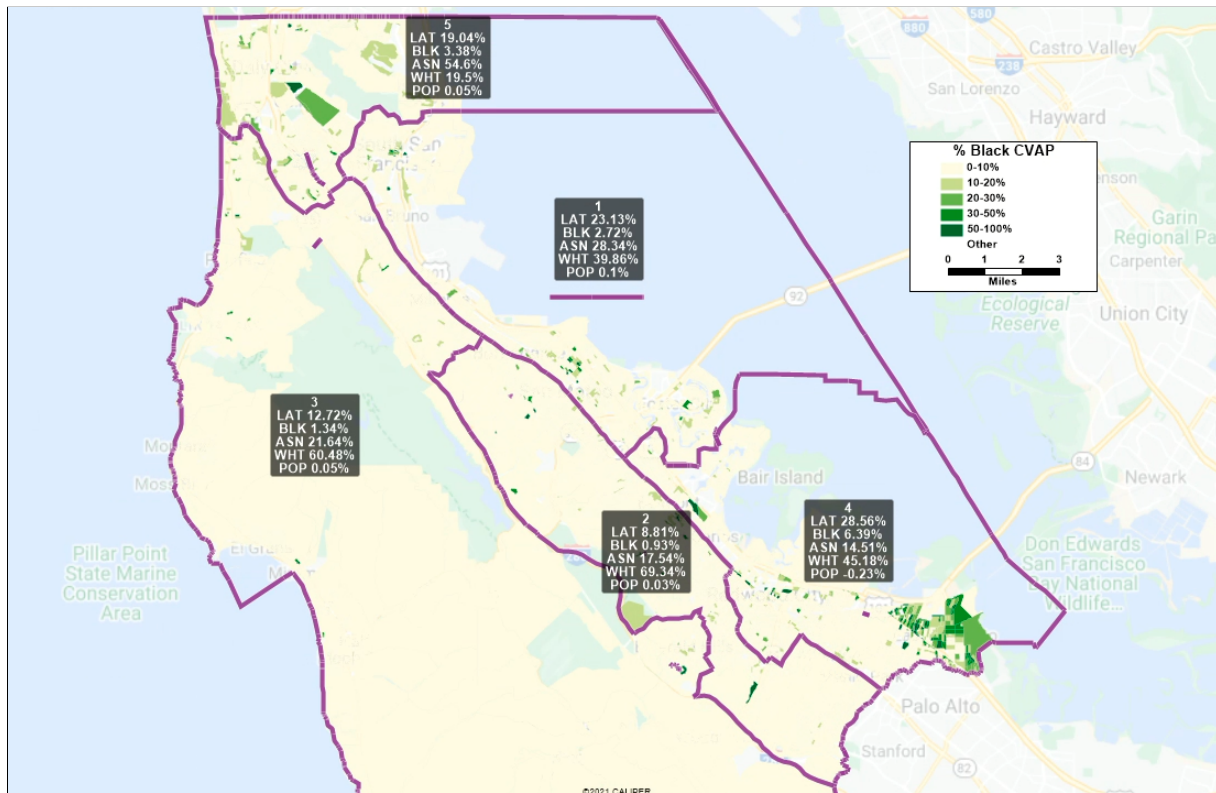 5
LAT 19.04%
BLK 3.38%
ASN 54.6%
WHT 19.5%
POP 0.05%
580
880
Castro Valley
238
San Lorenzo
Hayward
% Black CVAP
0-10%
10-20%
20-30%
30-50%
50-100%
Other
0 1 2 3
Miles
Garin
Regional
Carpenter
1
LAT 23.13%
BLK 2.72%
ASN 28.34%
WHT 39.86%
POP 0.1%
92
Ecological
Reserve
Union City
3
LAT 12.72%
BLK 1.34%
ASN 21.64%
WHT 60.48%
POP 0.05%
84
Newark
Bair Island
2
LAT 8.81%
BLK 0.93%
ASN 17.54%
WHT 69.34%
POP 0.03%
4
LAT 28.56%
BLK 6.39%
ASN 14.51%
WHT 45.18%
POP -0.23%
Pillar Point
State Marine
Conservation
Area
Don Edwards
San Francisco
Bay National
Wildlife...
Palo Alto
Stanford
82
©2021 CALIPER